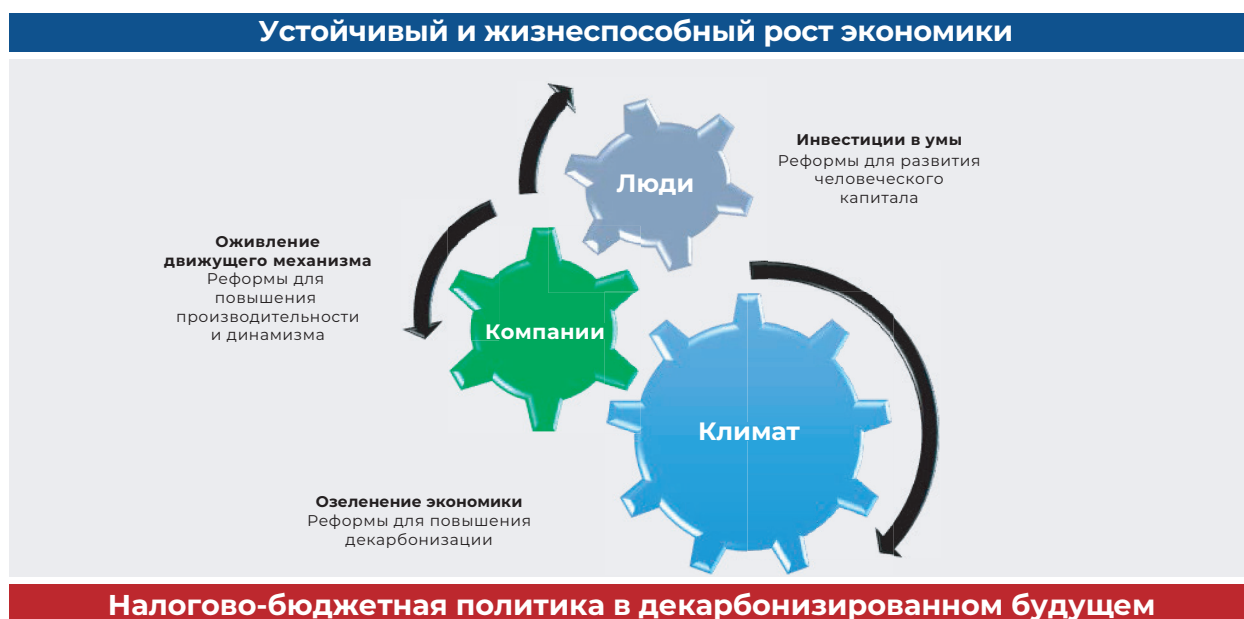 Устойчивый и жизнеспособный рост экономики
Люди
Инвестиции в умы
Реформы для развития
человеческого
капитала
Оживление
движущего механизма
Реформы для
повышения
производительности
и динамизма
Компании
Климат
Озеленение экономики
Реформы для повышения
декарбонизации
Налогово-бюджетная политика в декарбонизированном будущем